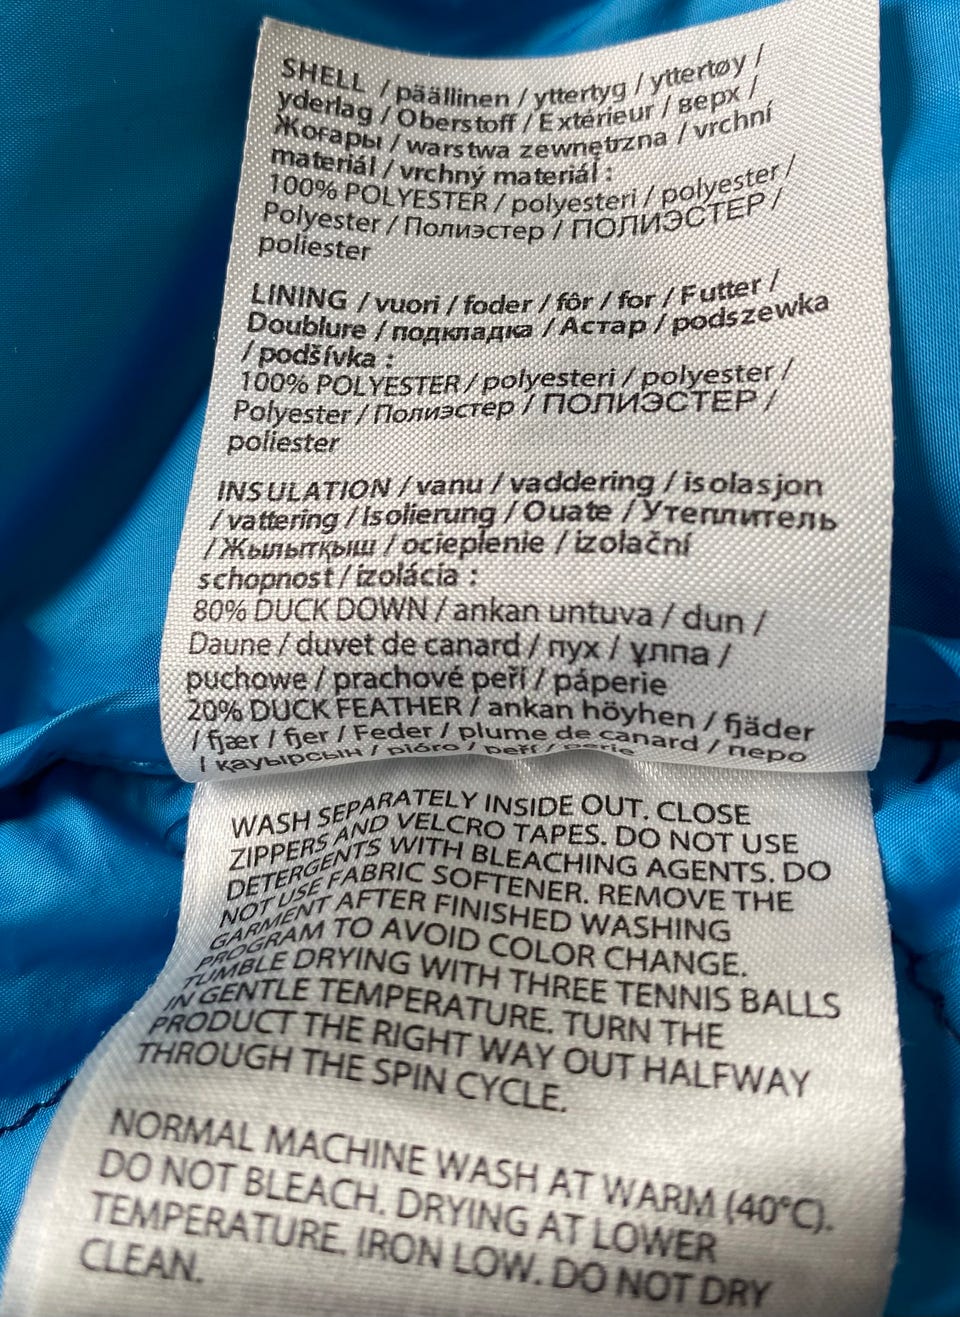 SHELL / päällinen / yttertyg / yttertøy /
yderlag / Oberstoff / Extérieur / верх /
Жоғары / warstwa zewnętrzna / vrchní
materiál / vrchný materiál :
100% POLYESTER / polyesteri / polyester /
Polyester / Полиэстер / ПОЛИЭСТЕР /
poliester
LINING / vuori / foder / fôr / for / Futter /
Doublure / подкладка / Астар / podszewka
/ podšívka :
100% POLYESTER / polyesteri / polyester /
Polyester / Полиэстер / ПОЛИЭСТЕР /
poliester
INSULATION / vanu / vaddering / isolasjon
/ vattering / Isolierung / Ouate / Утеплитель
/ Жылытқыш / ocieplenie / izolační
schopnost / izolácia :
80% DUCK DOWN / ankan untuva / dun /
Daune / duvet de canard / пух / ұлпа /
puchowe / prachové peří / páperie
20% DUCK FEATHER / ankan höyhen / fjäder
/ fjær / fjer / Feder / plume de canard / перо
/ қауырсын / pióro / peří / perie
WASH SEPARATELY INSIDE OUT. CLOSE
ZIPPERS AND VELCRO TAPES. DO NOT USE
DETERGENTS WITH BLEACHING AGENTS. DO
NOT USE FABRIC SOFTENER. REMOVE THE
GARMENT AFTER FINISHED WASHING
PROGRAM TO AVOID COLOR CHANGE.
TUMBLE DRYING WITH THREE TENNIS BALLS
IN GENTLE TEMPERATURE. TURN THE
PRODUCT THE RIGHT WAY OUT HALFWAY
THROUGH THE SPIN CYCLE.
NORMAL MACHINE WASH AT WARM (40°C).
DO NOT BLEACH. DRYING AT LOWER
TEMPERATURE. IRON LOW. DO NOT DRY
CLEAN.